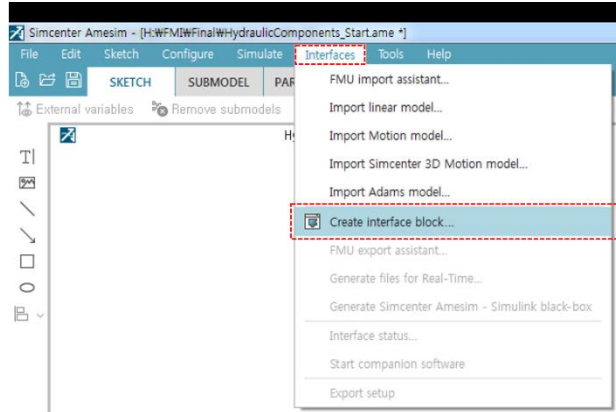 Simcenter Amesim - [H:₩FMI₩Final₩HydraulicComponents_Start.ame *]
File Edit Sketch Configure Simulate Interfaces Tools Help
SKETCH SUBMODEL PAR
External variables Remove submodels
Hy
T
FMU import assistant...
Import linear model...
Import Motion model...
Import Simcenter 3D Motion model...
Import Adams model...
Create interface block...
FMU export assistant...
Generate files for Real-Time...
Generate Simcenter Amesim - Simulink black-box
Interface status...
Start companion software
Export setup